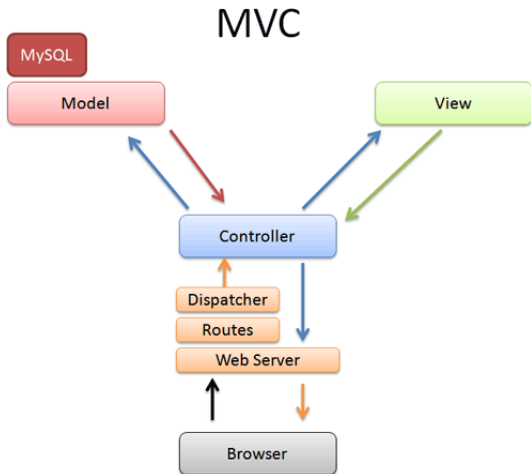 MVC
MySQL
Model
View
Controller
Dispatcher
Routes
Web Server
Browser